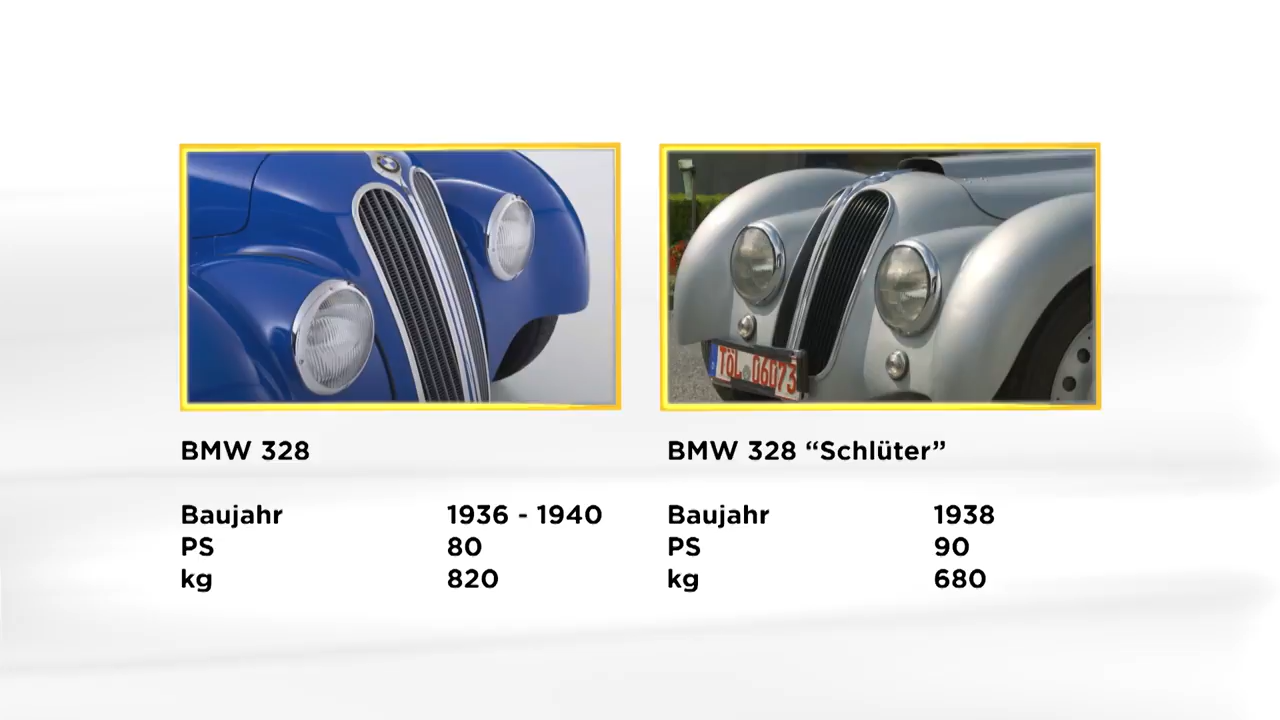 TÖL 06073
BMW 328
BMW 328 “Schlüter”
Baujahr 1936 - 1940
Baujahr 1938
PS 80
PS 90
kg 820
kg 680